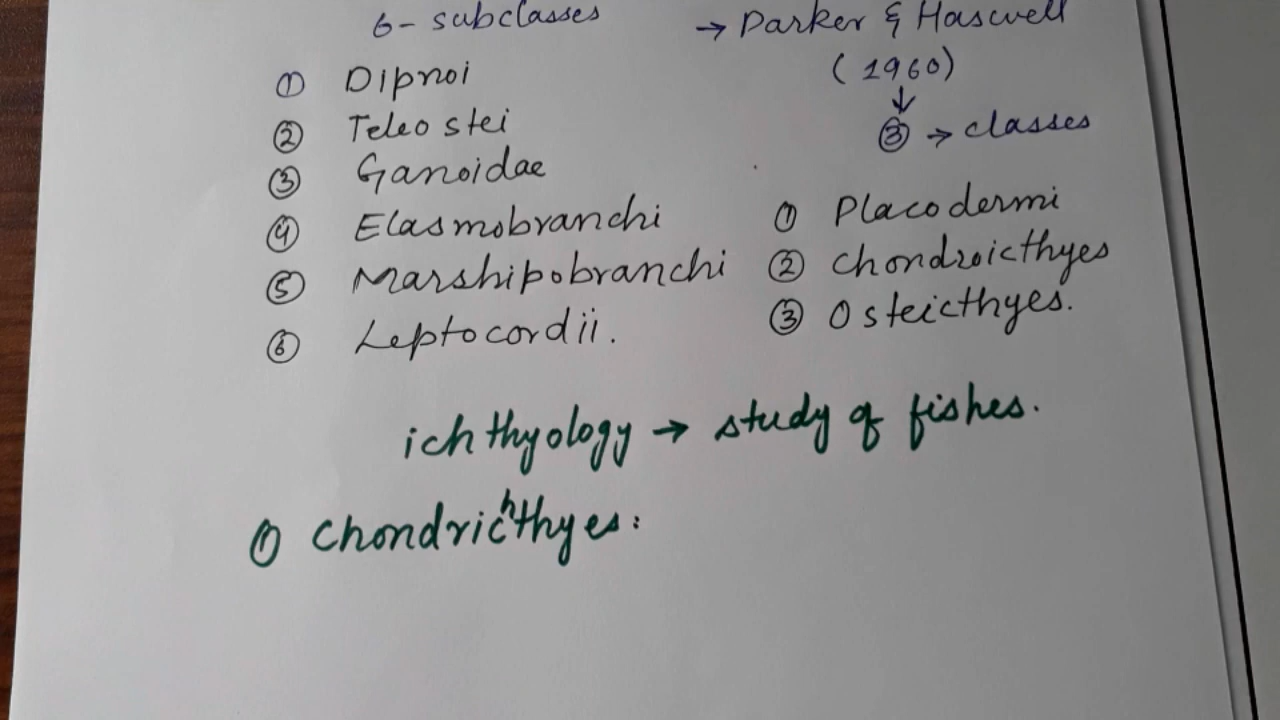 6- subclasses
① Dipnoi
② Teleostei
③ Ganoidae
④ Elasmobranchi
⑤ Marshipobranchi
⑥ Leptocordii.
→ Parker & Haswell
(1960)
↓
③ → classes
① Placodermi
② Chondroicthyes
③ Osteicthyes.
ichthyology → study of fishes.
① Chondrichthyes: